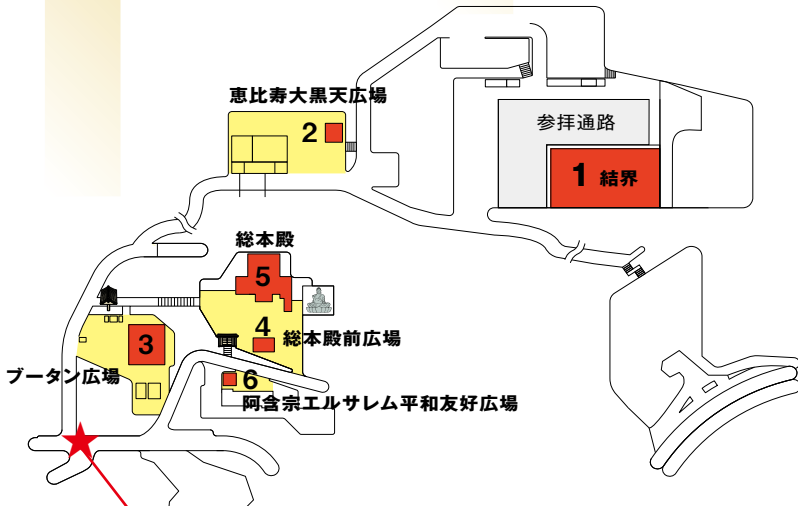 恵比寿大黒天広場
2
参拝通路
1 結界
総本殿
5
4
総本殿前広場
3
ブータン広場
6
阿含宗エルサレム平和友好広場